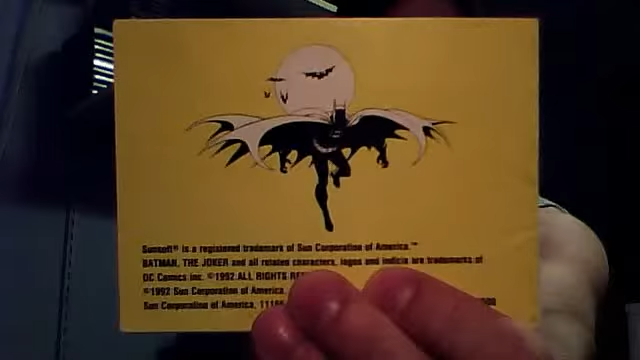 Sunsoft® is a registered trademark of Sun Corporation of America.™
BATMAN, THE JOKER and all related characters, logos and indicia are trademarks of
DC Comics Inc. ©1992 ALL RIGHTS
©1992 Sun Corporation of America.
Sun Corporation of America,